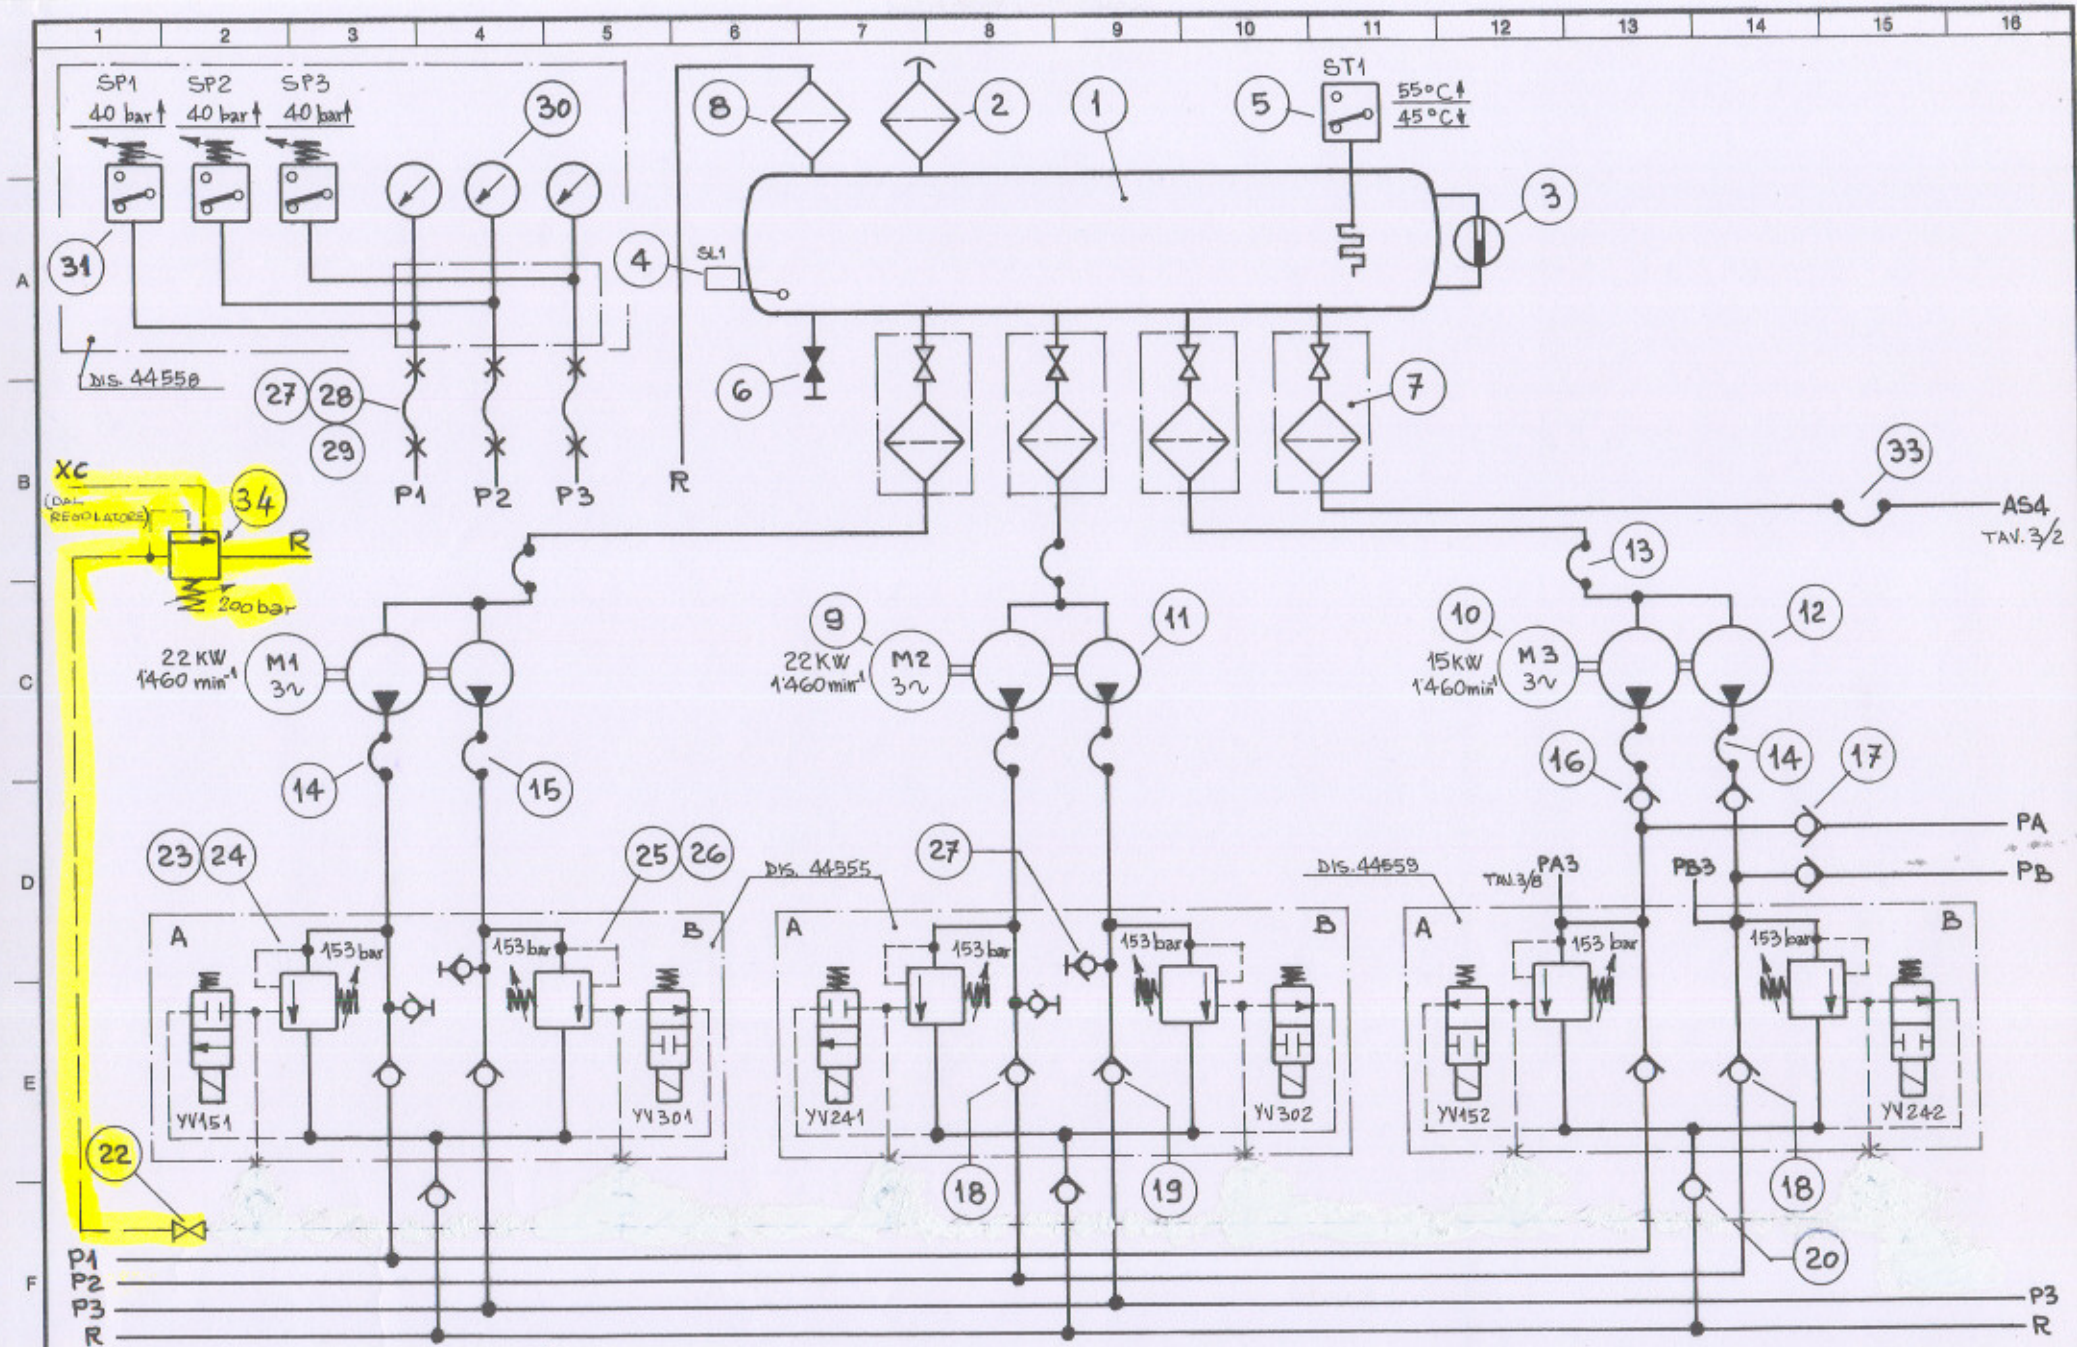 1 2 3 4 5 6 7 8 9 10 11 12 13 14 15 16
A
B
C
D
E
F
SP1 SP2 SP3
40 bar↑ 40 bar↑ 40 bar↑
30
31
DIS. 44558
27 28
29
P1 P2 P3
R
8
2
1
5
ST1
55°C↑
45°C↓
3
4
SL1
6
7
33
AS4
TAV. 3/2
XC
(DAL
REGOLATORE)
34
R
200 bar
13
22 KW
1460 min⁻¹
M1
3~
9
22 KW
1460 min⁻¹
M2
3~
11
10
15 KW
1460 min⁻¹
M3
3~
12
14
15
16
14
17
PA
PB
23 24
25 26
DIS. 44555
27
DIS. 44559
TAV. 3/8
PA3
PB3
A
153 bar
153 bar
B
YV151
YV301
A
153 bar
153 bar
B
YV241
YV302
A
153 bar
153 bar
B
YV152
YV242
22
18
19
18
20
P1
P2
P3
R
P3
R